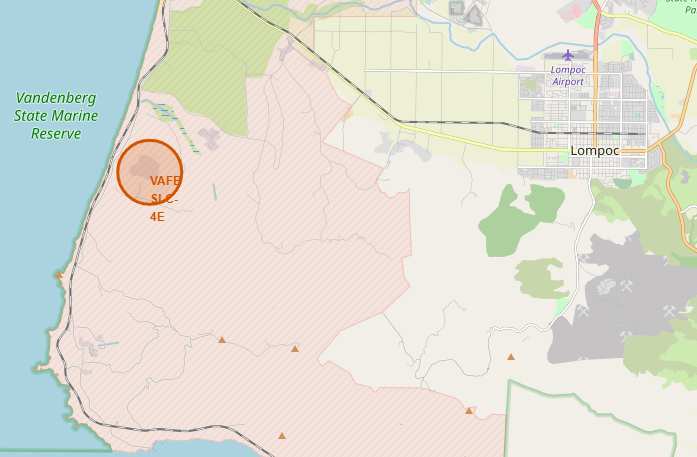 Vandenberg
State Marine
Reserve
VAFB
SLC-
4E
Lompoc
Airport
Lompoc